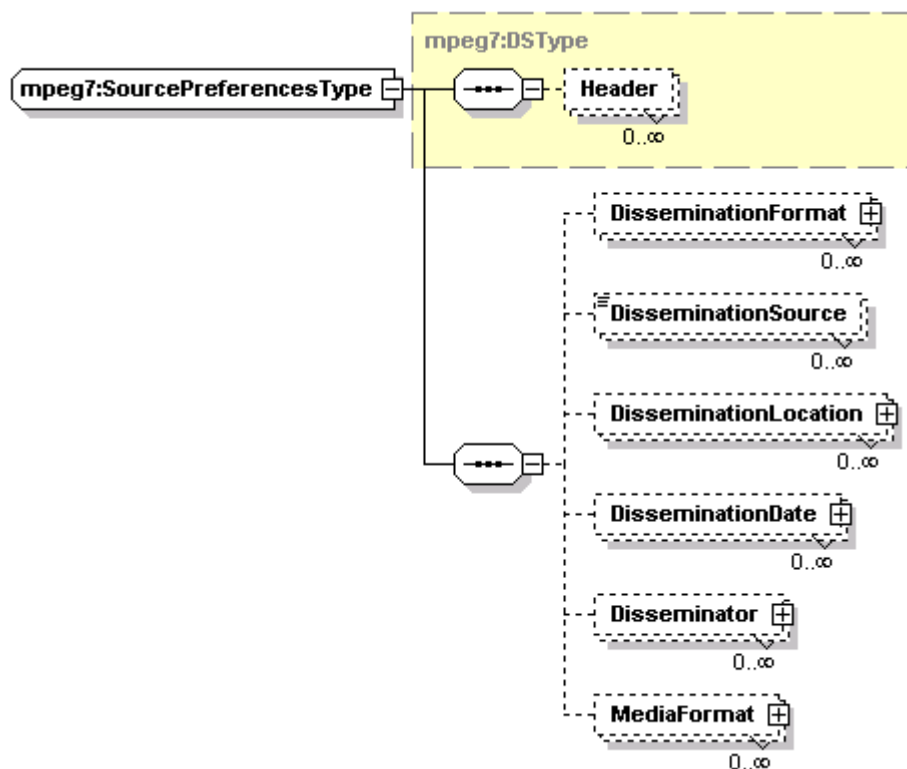 mpeg7:DSType
mpeg7:SourcePreferencesType
Header
0..∞
DisseminationFormat
0..∞
DisseminationSource
0..∞
DisseminationLocation
0..∞
DisseminationDate
0..∞
Disseminator
0..∞
MediaFormat
0..∞